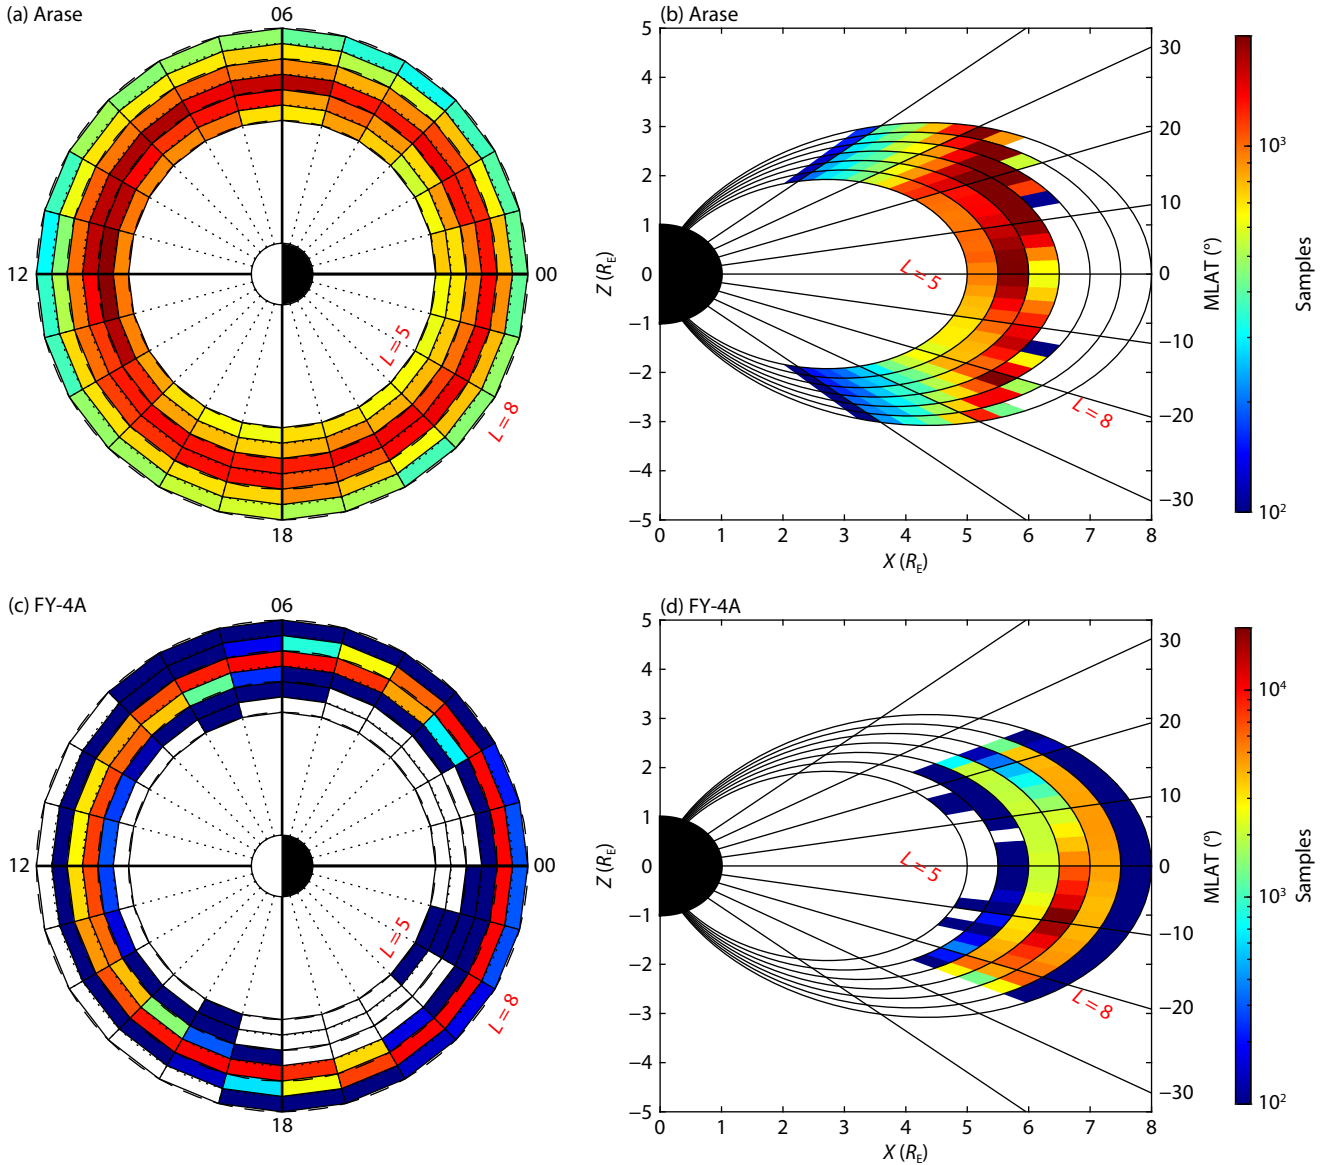 (a) Arase
06
12
00
18
L = 5
L = 8
(b) Arase
5
4
3
2
1
0
−1
−2
−3
−4
−5
Z (RE)
0 1 2 3 4 5 6 7 8
X (RE)
L = 5
L = 8
30
20
10
0
−10
−20
−30
MLAT (°)
10³
10²
Samples
(c) FY-4A
06
12
00
18
L = 5
L = 8
(d) FY-4A
5
4
3
2
1
0
−1
−2
−3
−4
−5
Z (RE)
0 1 2 3 4 5 6 7 8
X (RE)
L = 5
L = 8
30
20
10
0
−10
−20
−30
MLAT (°)
10⁴
10³
10²
Samples